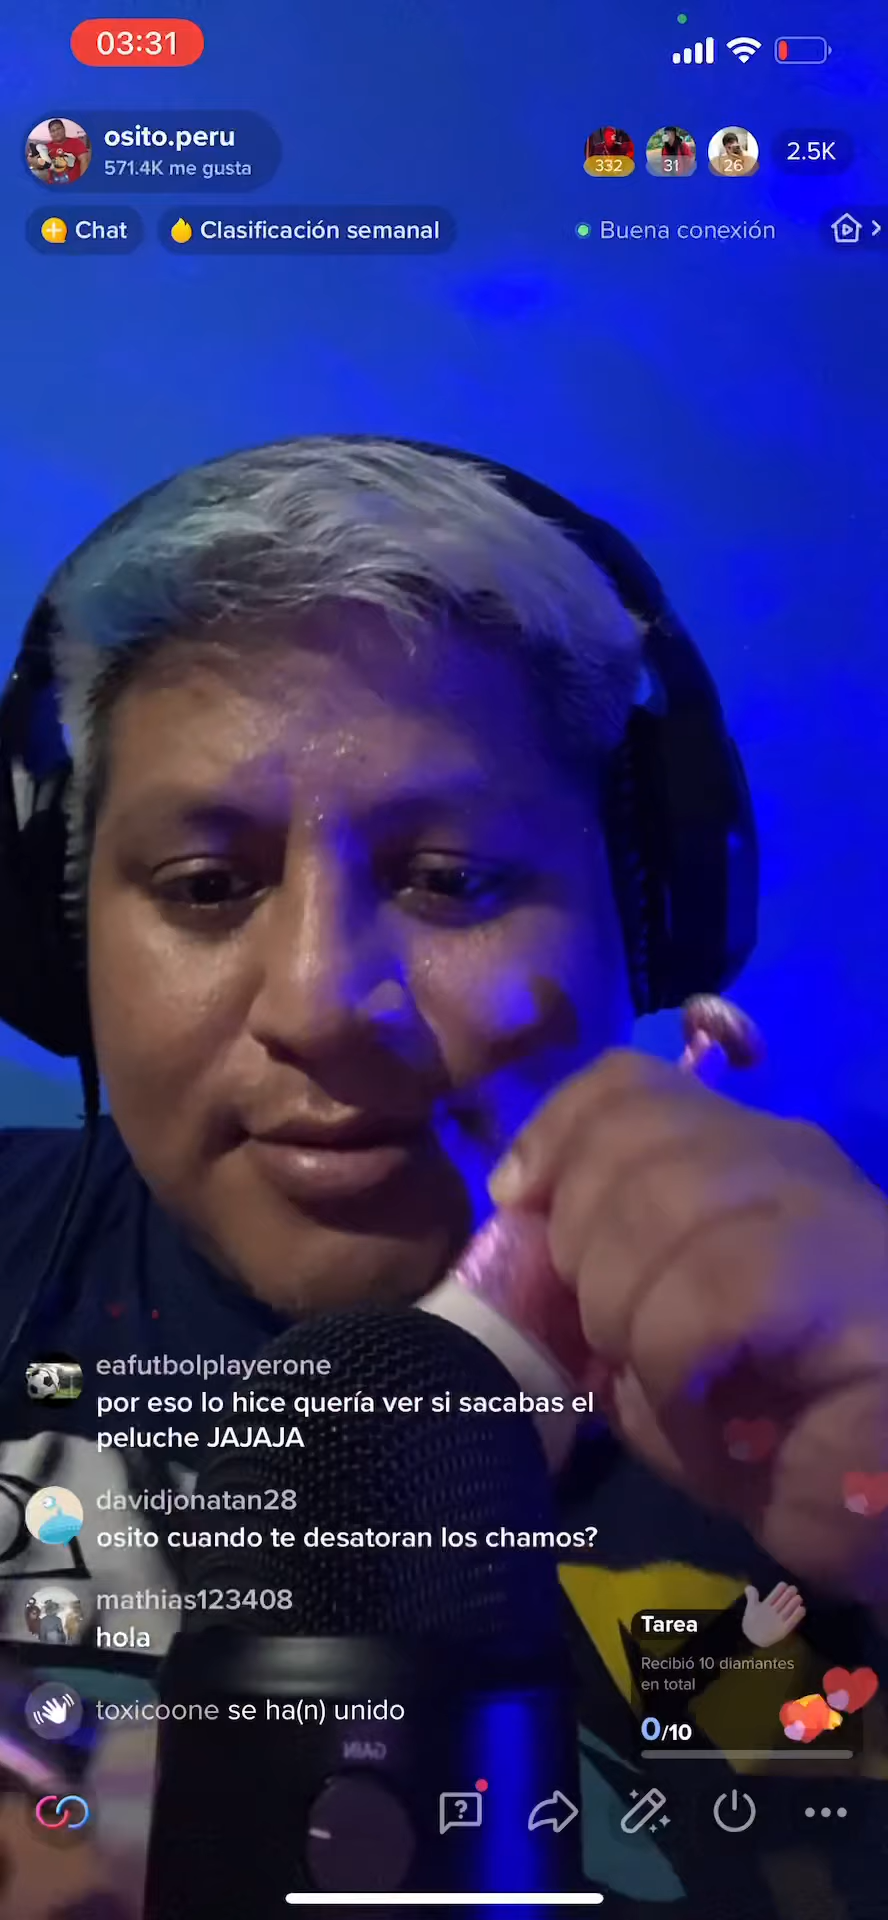 03:31
osito.peru
571.4K me gusta
332
31
26
2.5K
Chat
Clasificación semanal
Buena conexión
eafutbolplayerone
por eso lo hice quería ver si sacabas el
peluche JAJAJA
davidjonatan28
osito cuando te desatoran los chamos?
mathias123408
hola
toxicoone se ha(n) unido
Tarea
Recibió 10 diamantes
en total
0/10
GAIN